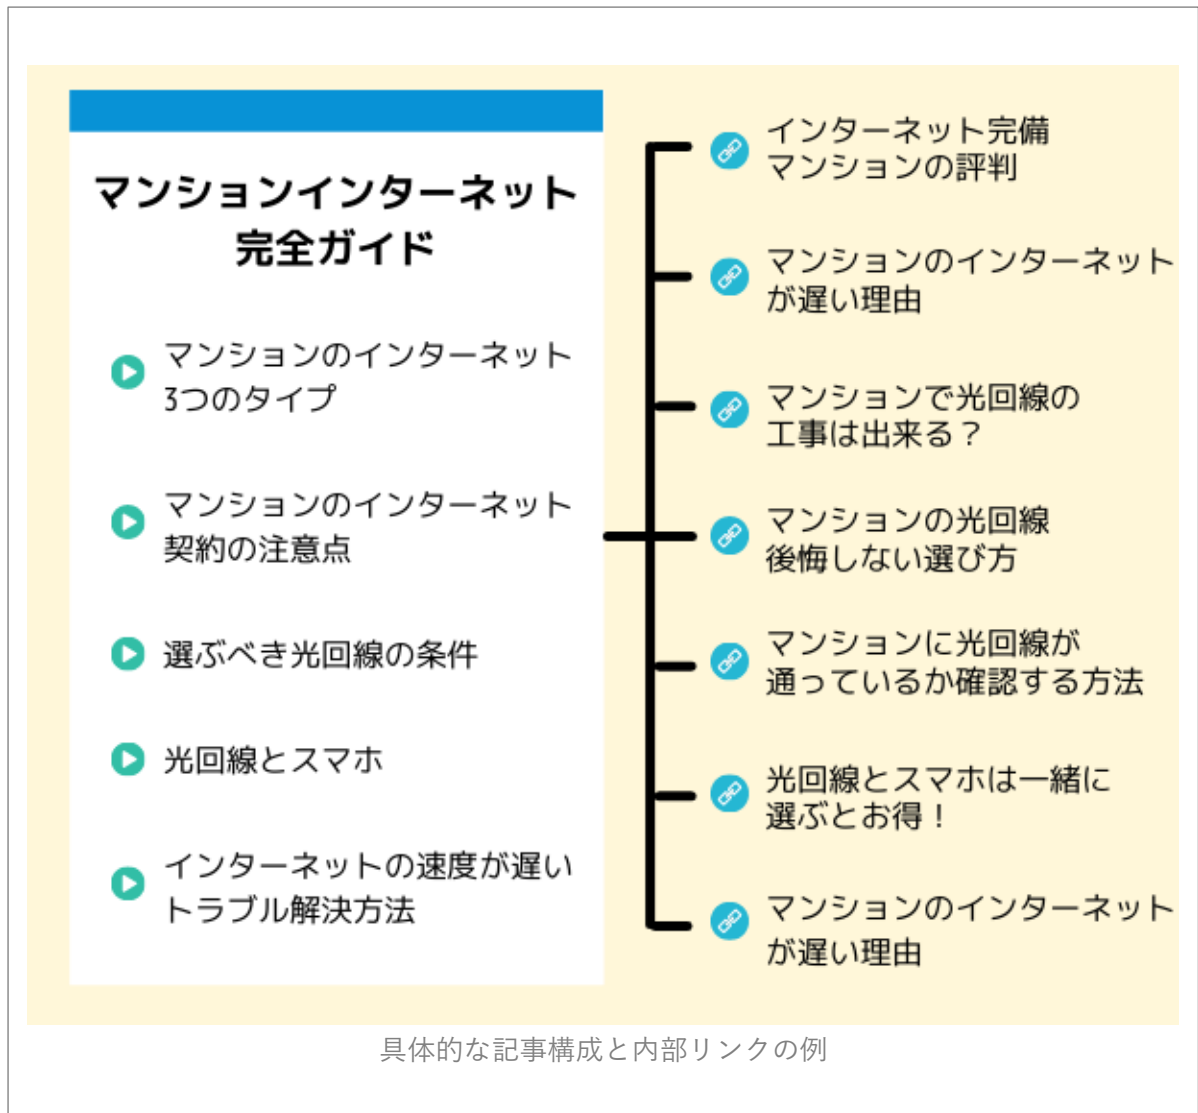 マンションインターネット
完全ガイド
マンションのインターネット
3つのタイプ
マンションのインターネット
契約の注意点
選ぶべき光回線の条件
光回線とスマホ
インターネットの速度が遅い
トラブル解決方法
インターネット完備
マンションの評判
マンションのインターネット
が遅い理由
マンションで光回線の
工事は出来る？
マンションの光回線
後悔しない選び方
マンションに光回線が
通っているか確認する方法
光回線とスマホは一緒に
選ぶとお得！
マンションのインターネット
が遅い理由
具体的な記事構成と内部リンクの例